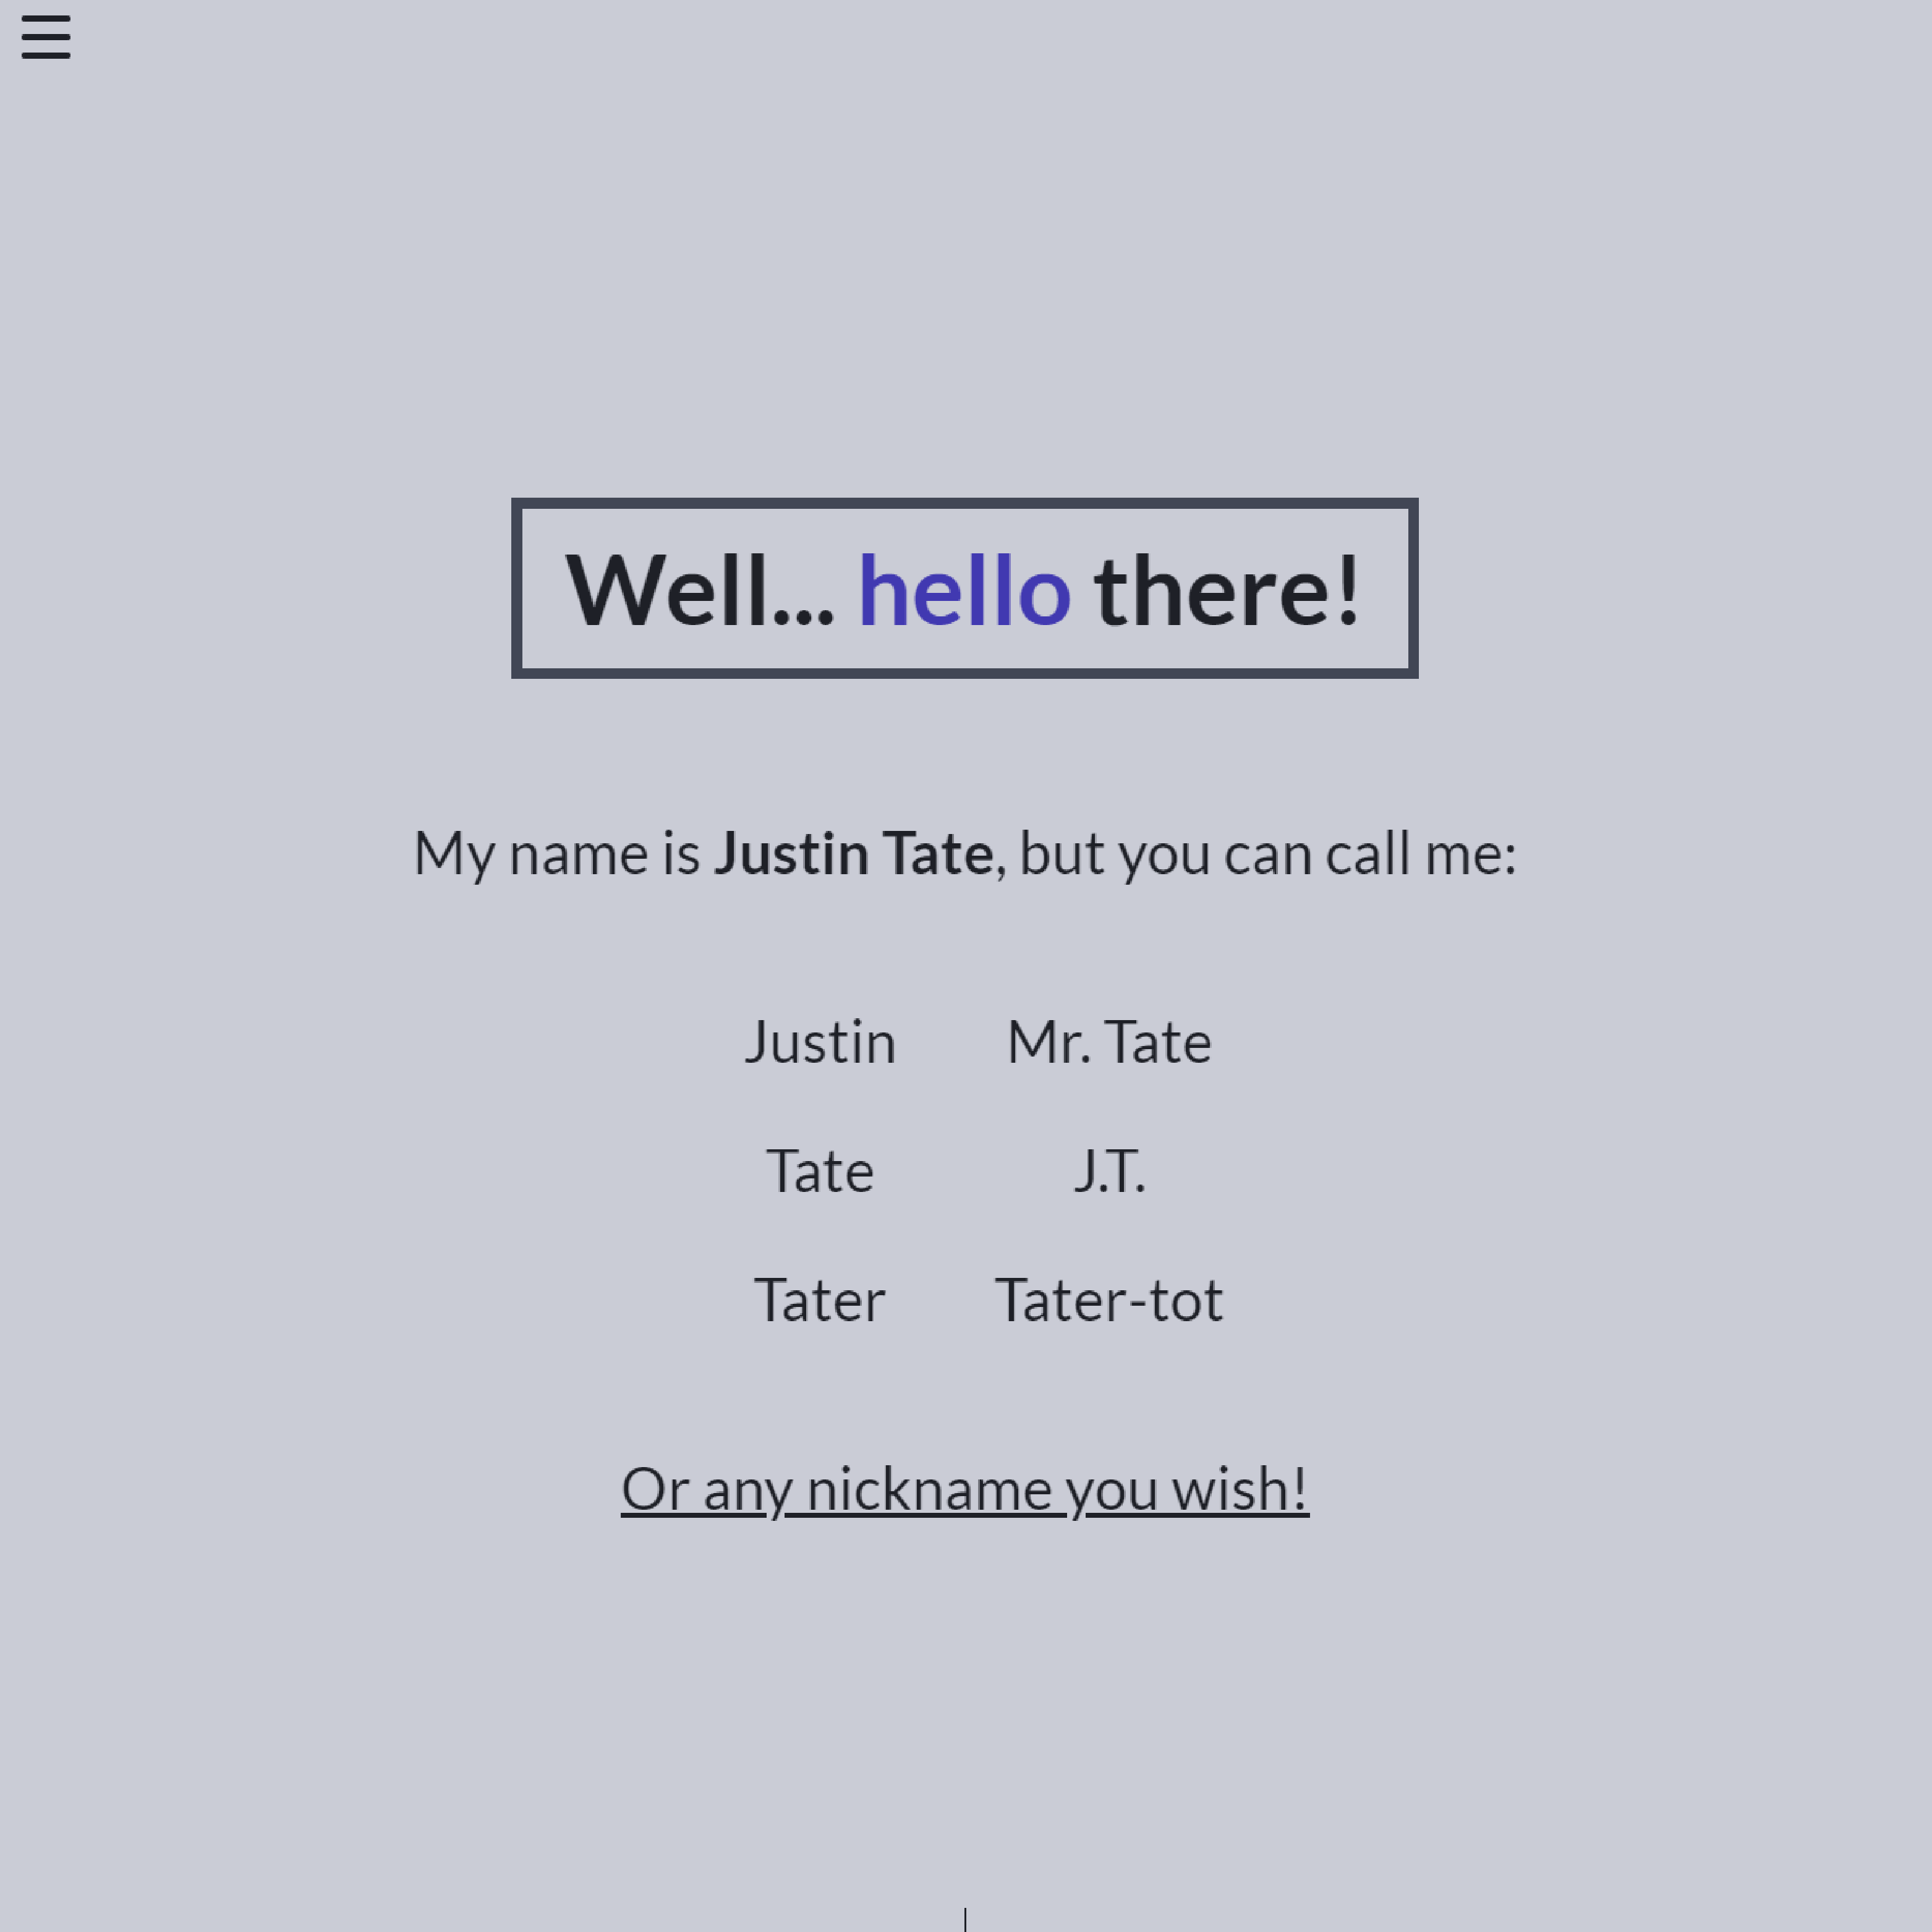 Well... hello there!
My name is Justin Tate, but you can call me:
Justin Mr. Tate
Tate J.T.
Tater Tater-tot
Or any nickname you wish!